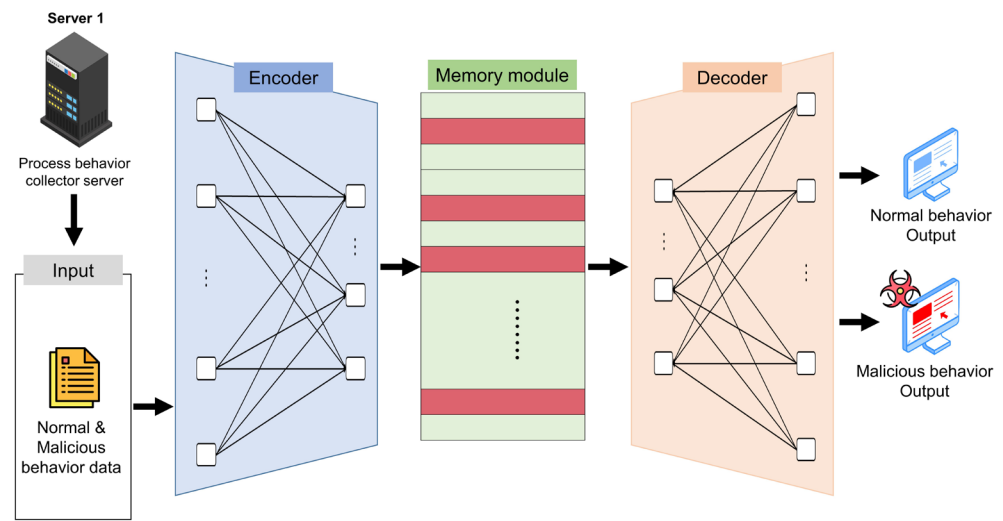 Server 1
Process behavior
collector server
Input
Normal &
Malicious
behavior data
Encoder
Memory module
Decoder
Normal behavior
Output
Malicious behavior
Output